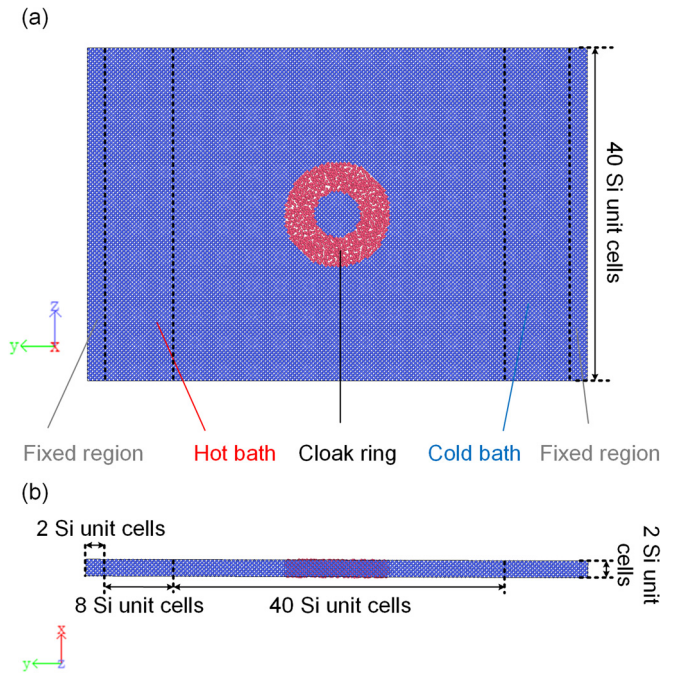 (a)
40 Si unit cells
z
y
x
Fixed region
Hot bath
Cloak ring
Cold bath
Fixed region
(b)
2 Si unit cells
2 Si unit
cells
8 Si unit cells
40 Si unit cells
x
y
z